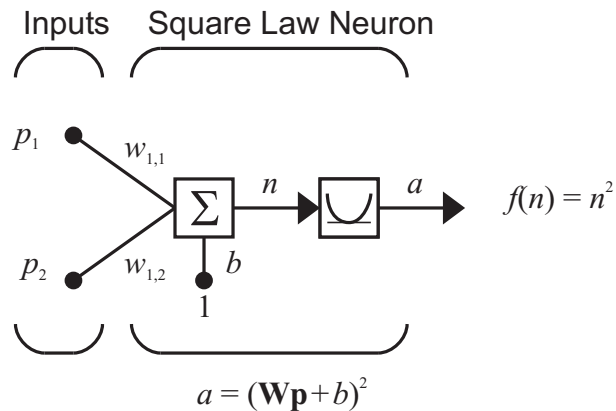 Inputs Square Law Neuron
p₁ w₁,₁
n a f(n) = n²
Σ
p₂ w₁,₂ b
1
a = (Wp + b)²